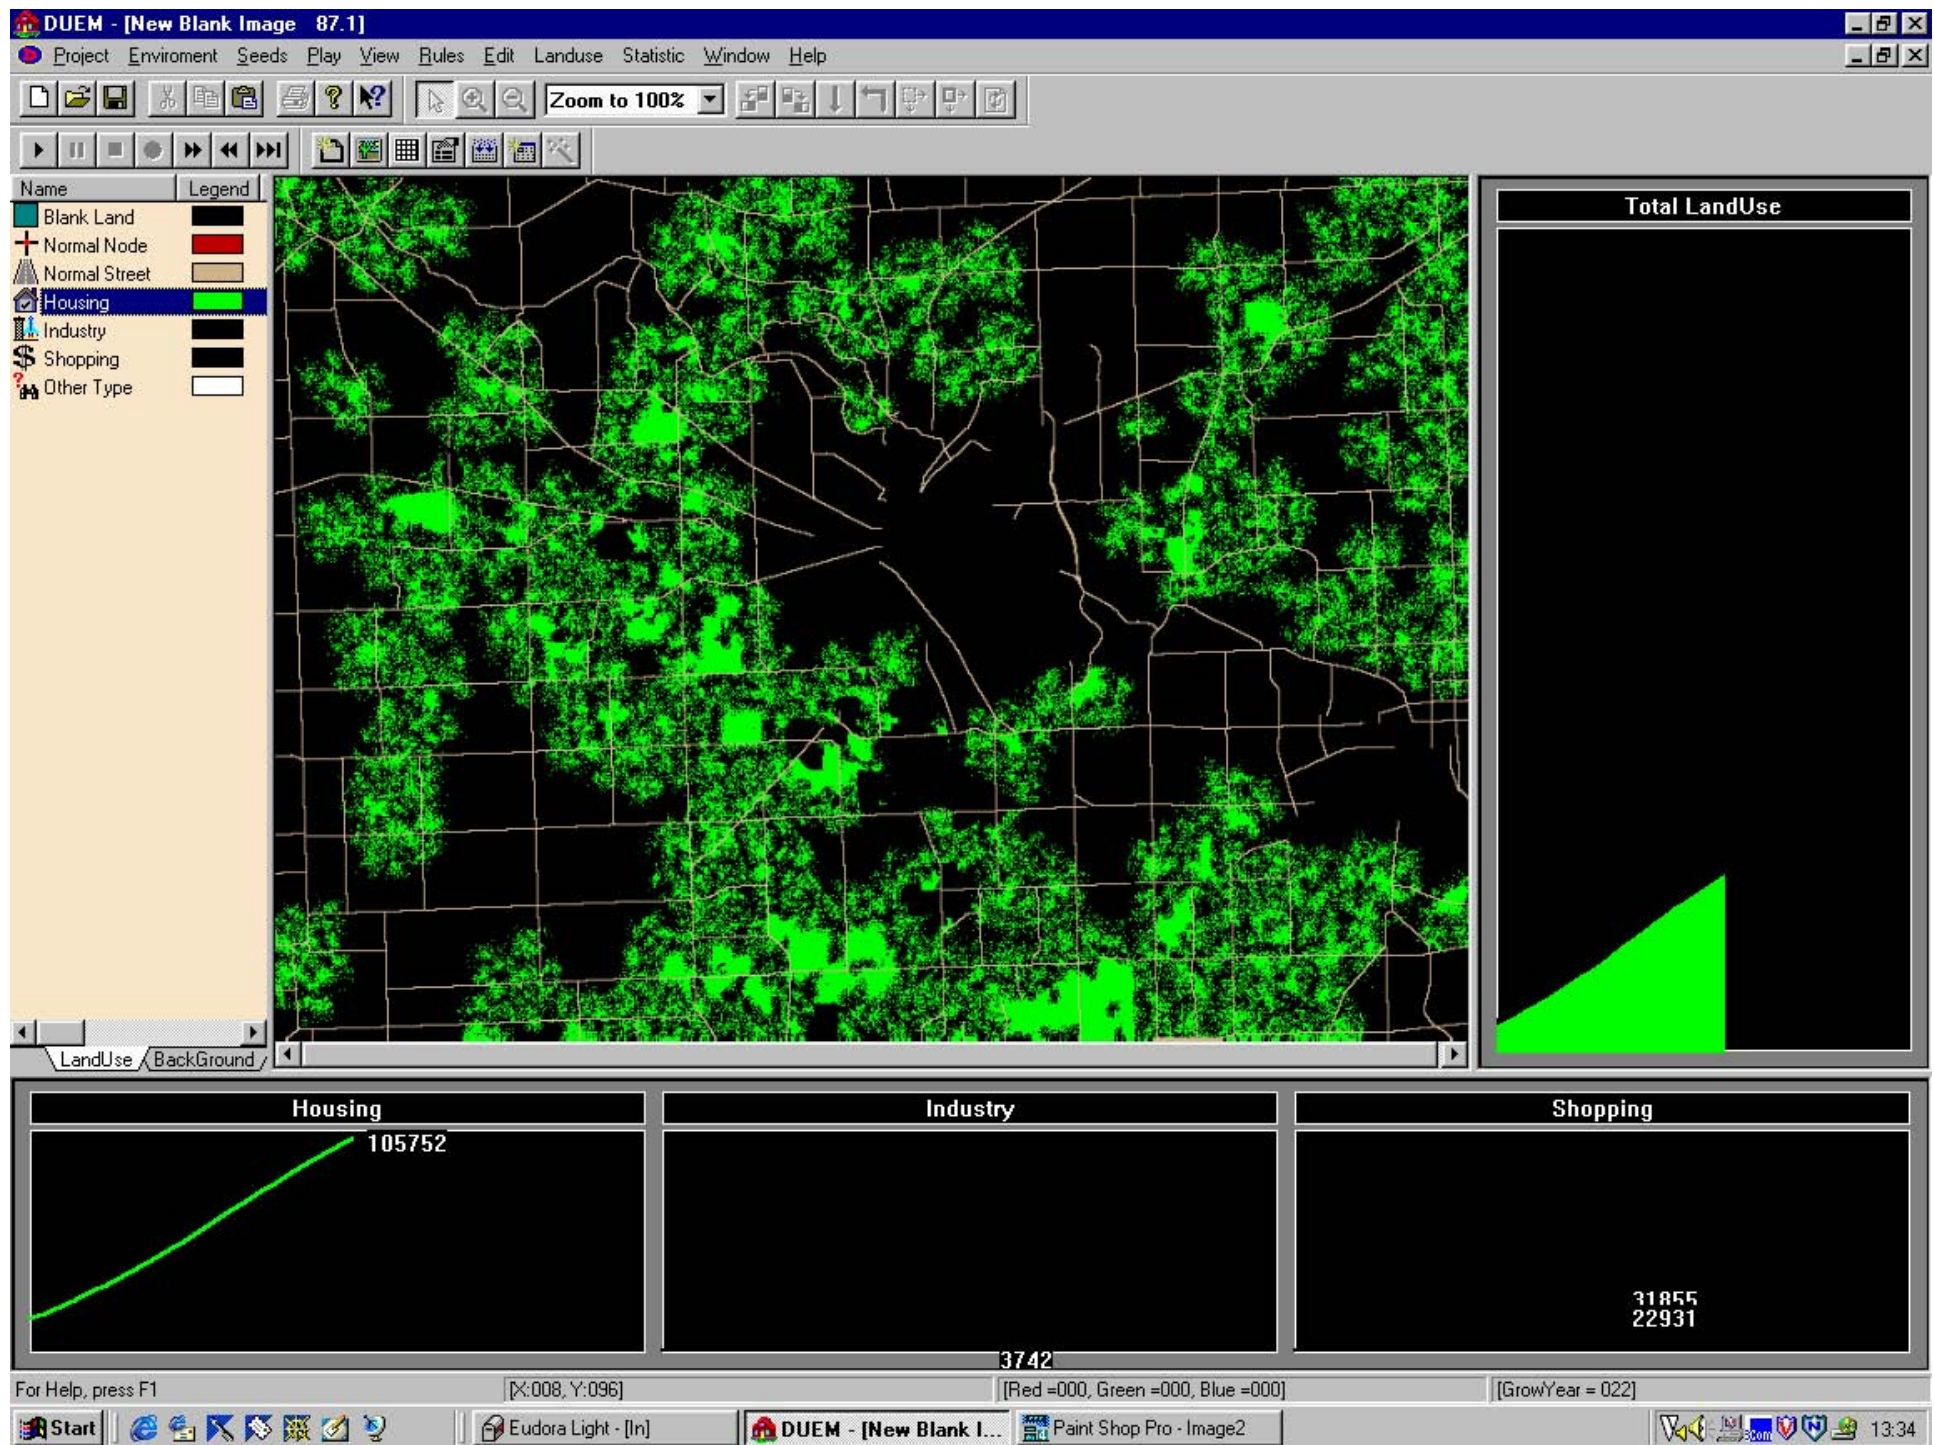 DUEM - [New Blank Image 87.1]
Project Enviroment Seeds Play View Rules Edit Landuse Statistic Window Help
Zoom to 100%
Name Legend
Blank Land
Normal Node
Normal Street
Housing
Industry
Shopping
Other Type
LandUse BackGround
Total LandUse
Housing
105752
Industry
3742
Shopping
31855
22931
For Help, press F1 [X:008, Y:096] [Red =000, Green =000, Blue =000] [GrowYear = 022]
Start Eudora Light - [In] DUEM - [New Blank I... Paint Shop Pro - Image2 13:34